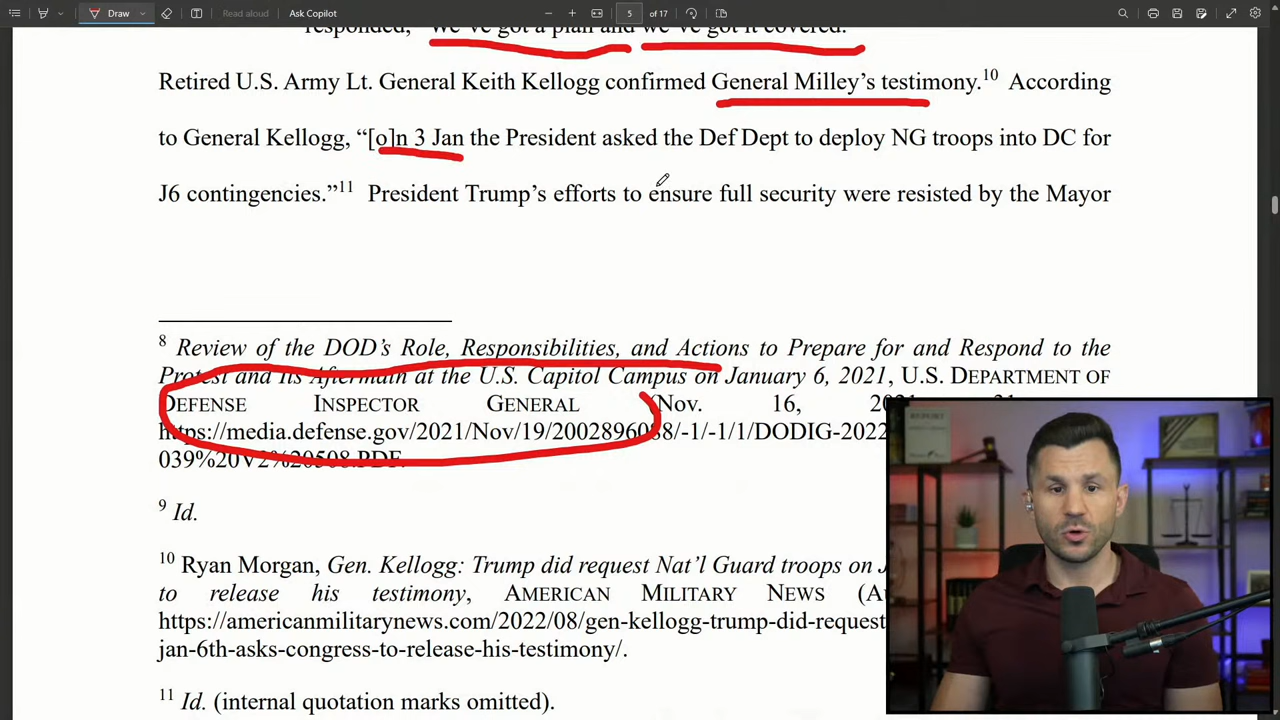 Draw
Read aloud
Ask Copilot
5 of 17
responded, "We've got a plan and we've got it covered."
Retired U.S. Army Lt. General Keith Kellogg confirmed General Milley's testimony.10 According
to General Kellogg, "[o]n 3 Jan the President asked the Def Dept to deploy NG troops into DC for
J6 contingencies."11 President Trump's efforts to ensure full security were resisted by the Mayor
8 Review of the DOD's Role, Responsibilities, and Actions to Prepare for and Respond to the
Protest and Its Aftermath at the U.S. Capitol Campus on January 6, 2021, U.S. DEPARTMENT OF
DEFENSE INSPECTOR GENERAL (Nov. 16,
https://media.defense.gov/2021/Nov/19/2002896088/-1/-1/1/DODIG-2022
039%20V2%20508.PDF.
9 Id.
10 Ryan Morgan, Gen. Kellogg: Trump did request Nat'l Guard troops on
to release his testimony, AMERICAN MILITARY NEWS
https://americanmilitarynews.com/2022/08/gen-kellogg-trump-did-request
jan-6th-asks-congress-to-release-his-testimony/.
11 Id. (internal quotation marks omitted).